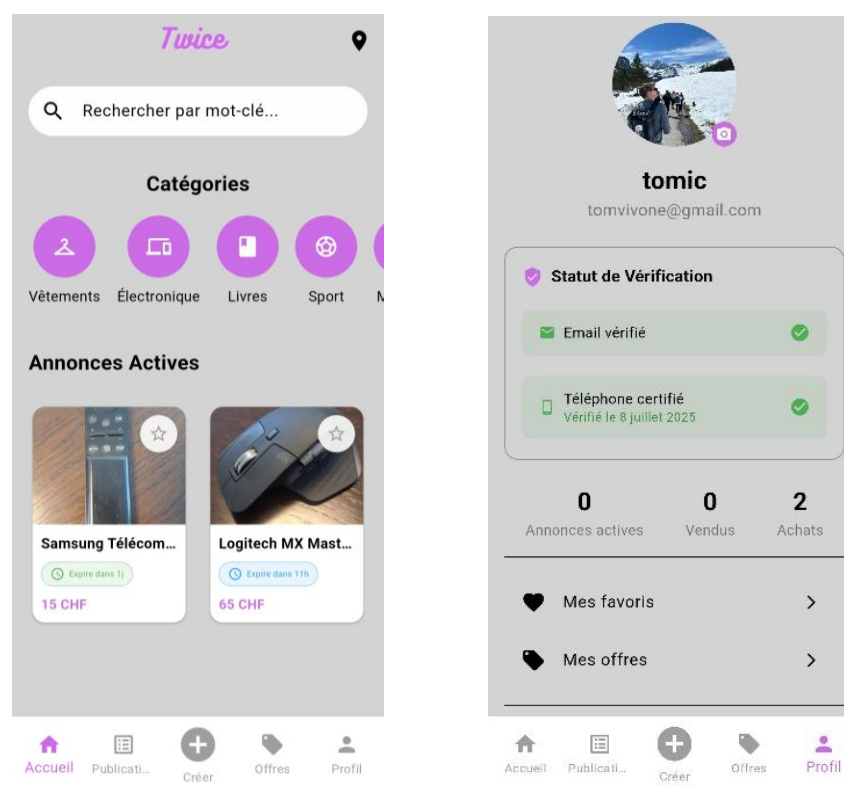 Twice
Rechercher par mot-clé...
Catégories
Vêtements Électronique Livres Sport M
Annonces Actives
Samsung Télécom... Logitech MX Mast...
Expire dans 1j Expire dans 11h
15 CHF 65 CHF
Accueil Publicati... Créer Offres Profil
tomic
tomvivone@gmail.com
Statut de Vérification
Email vérifié
Téléphone certifié
Vérifié le 8 juillet 2025
0 0 2
Annonces actives Vendus Achats
Mes favoris
Mes offres
Accueil Publicati... Créer Offres Profil